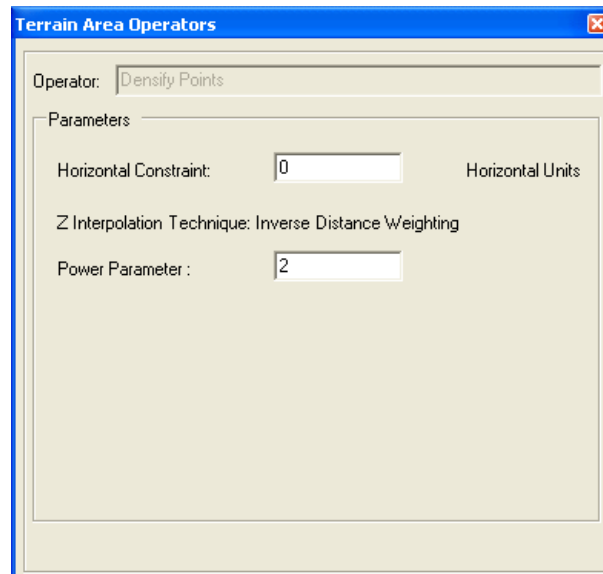 Terrain Area Operators
Operator: Densify Points
Parameters
Horizontal Constraint: 0 Horizontal Units
Z Interpolation Technique: Inverse Distance Weighting
Power Parameter : 2